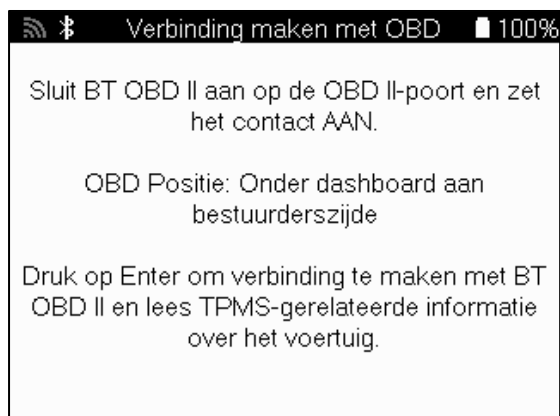 Verbinding maken met OBD 100%
Sluit BT OBD II aan op de OBD II-poort en zet
het contact AAN.
OBD Positie: Onder dashboard aan
bestuurderszijde
Druk op Enter om verbinding te maken met BT
OBD II en lees TPMS-gerelateerde informatie
over het voertuig.